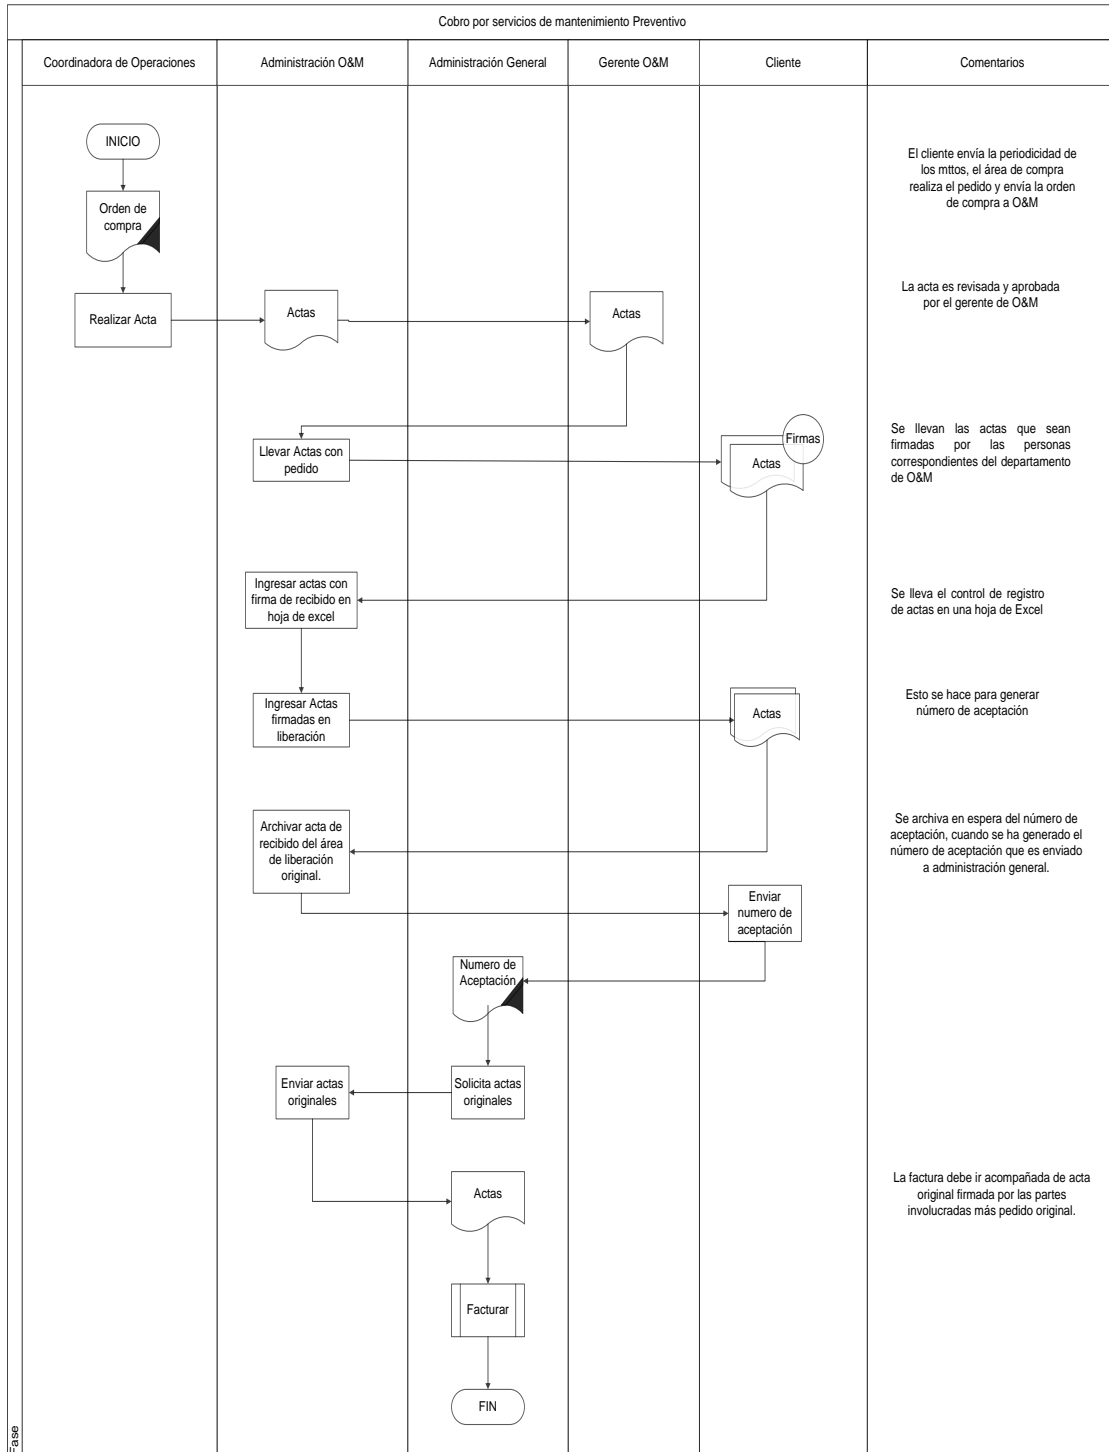 Cobro por servicios de mantenimiento Preventivo
Coordinadora de Operaciones
Administración O&M
Administración General
Gerente O&M
Cliente
Comentarios
INICIO
El cliente envía la periodicidad de
los mttos, el área de compra
realiza el pedido y envía la orden
de compra a O&M
Orden de
compra
Realizar Acta
Actas
Actas
La acta es revisada y aprobada
por el gerente de O&M
Llevar Actas con
pedido
Firmas
Actas
Se llevan las actas que sean
firmadas por las personas
correspondientes del departamento
de O&M
Ingresar actas con
firma de recibido en
hoja de excel
Se lleva el control de registro
de actas en una hoja de Excel
Ingresar Actas
firmadas en
liberación
Actas
Esto se hace para generar
número de aceptación
Archivar acta de
recibido del área
de liberación
original.
Se archiva en espera del número de
aceptación, cuando se ha generado el
número de aceptación que es enviado
a administración general.
Enviar
numero de
aceptación
Numero de
Aceptación
Enviar actas
originales
Solicita actas
originales
Actas
La factura debe ir acompañada de acta
original firmada por las partes
involucradas más pedido original.
Facturar
FIN
Fase